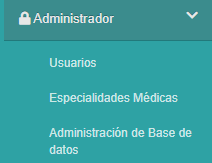 Administrador
Usuarios
Especialidades Médicas
Administración de Base de
datos